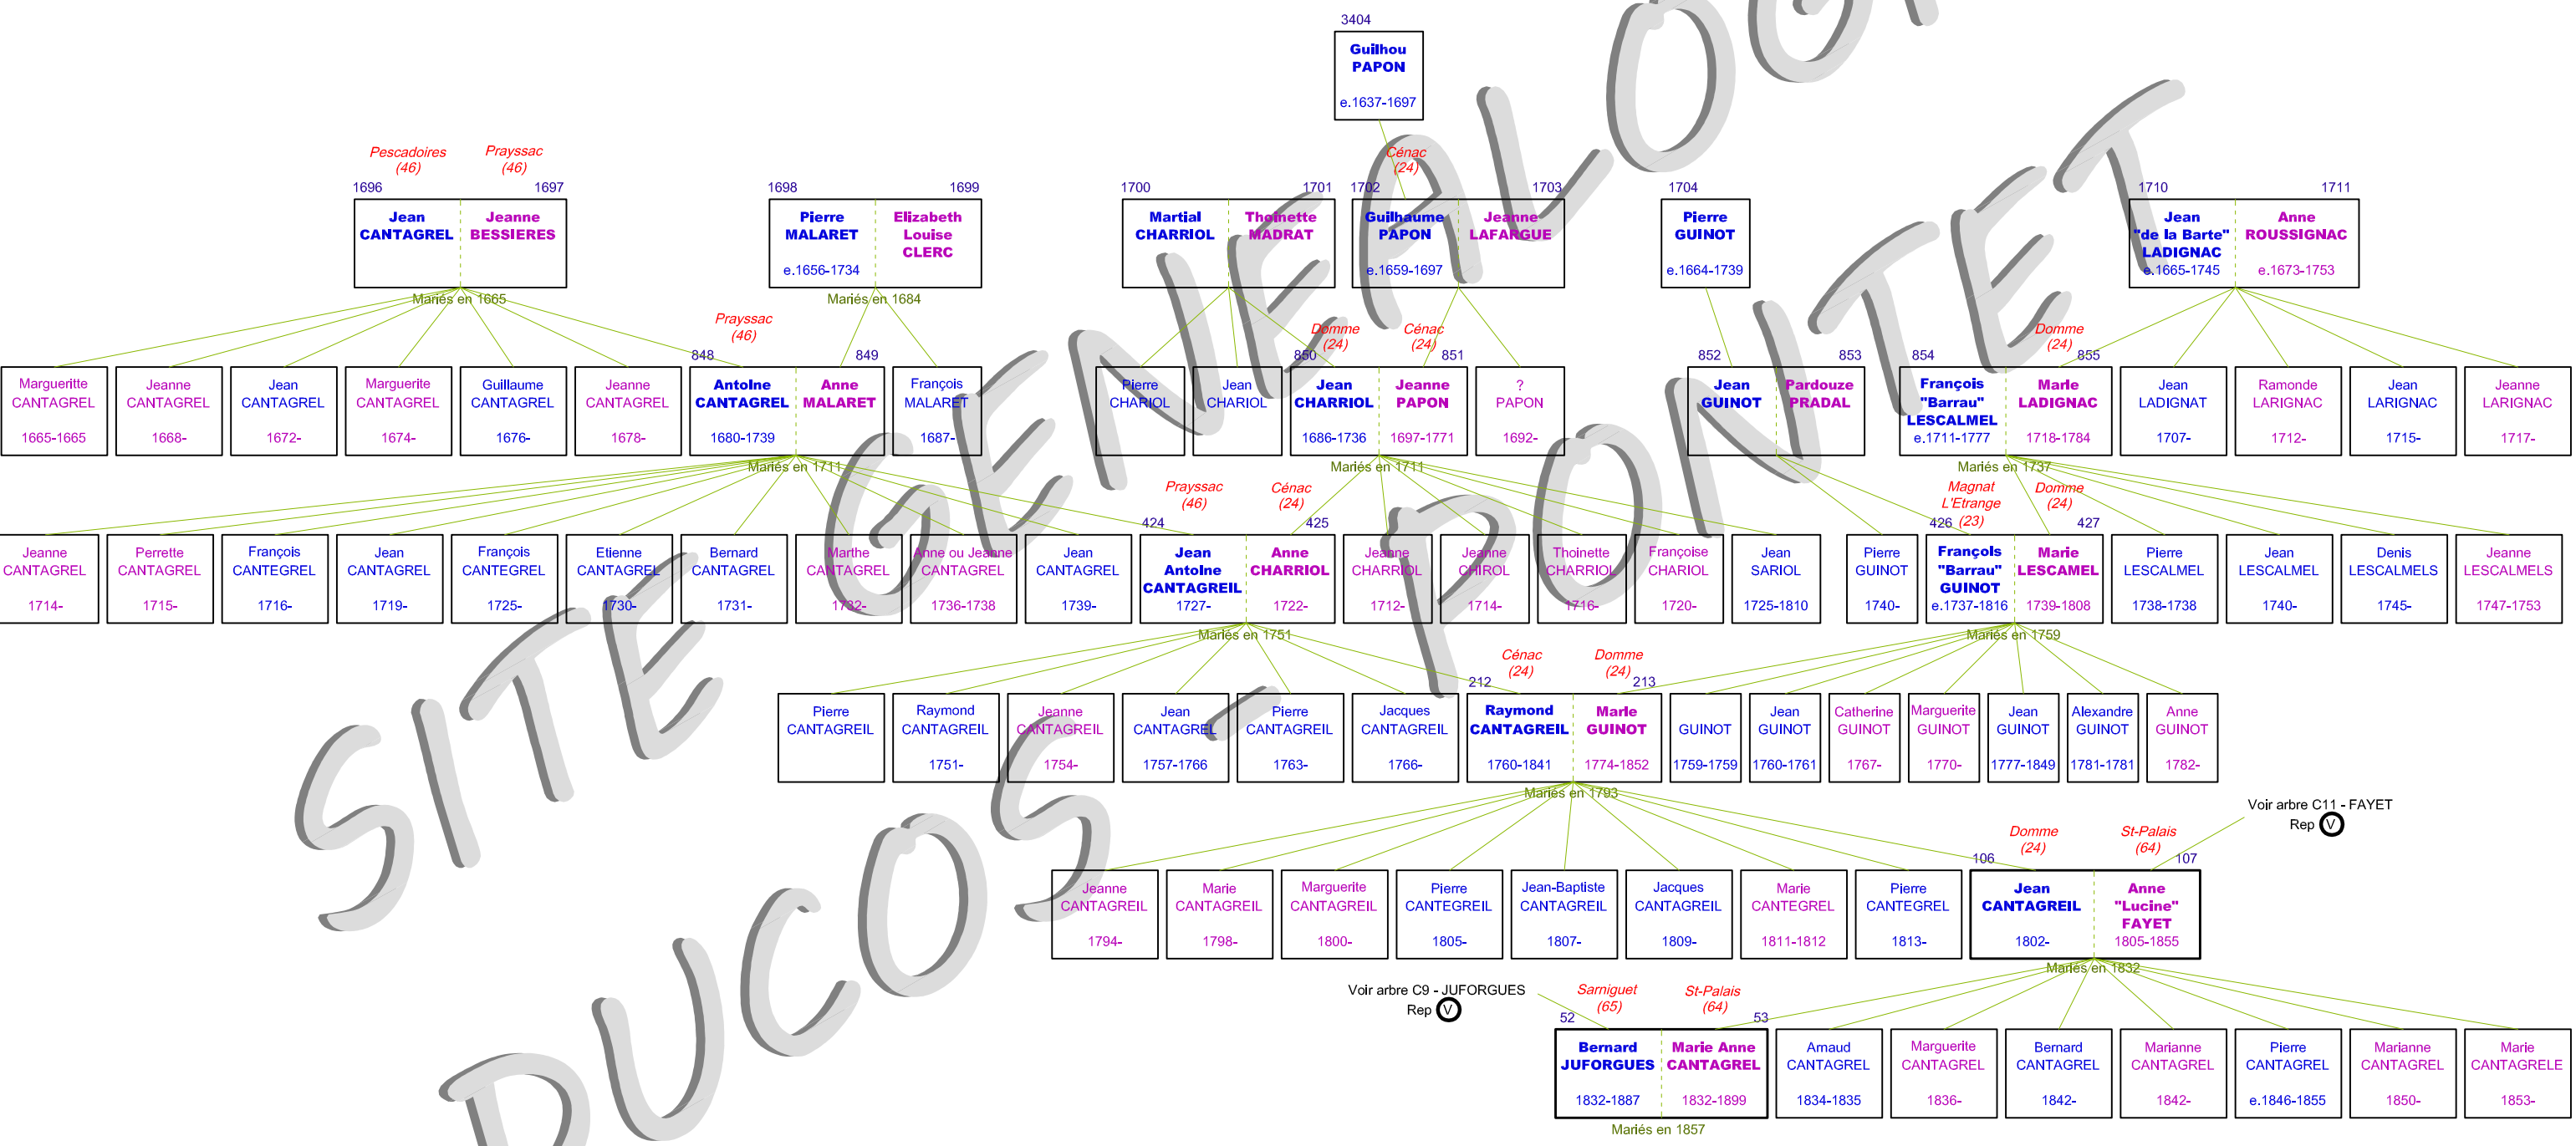 3404
Guilhou
PAPON
e.1637-1697
Pescadoires
(46)
Prayssac
(46)
Cénac
(24)
1696
1697
1698
1699
1700
1701
1702
1703
1704
1710
1711
Jean
CANTAGREL
Jeanne
BESSIERES
Mariés en 1665
Pierre
MALARET
e.1656-1734
Elizabeth
Louise
CLERC
Mariés en 1684
Martial
CHARRIOL
Thoinette
MADRAT
Guilhaume
PAPON
e.1659-1697
Jeanne
LAFARGUE
Pierre
GUINOT
e.1664-1739
Jean
"de la Barte"
LADIGNAC
e.1665-1745
Anne
ROUSSIGNAC
e.1673-1753
Prayssac
(46)
Domme
(24)
Cénac
(24)
Domme
(24)
848
849
850
851
852
853
854
855
Margueritte
CANTAGREL
1665-1665
Jeanne
CANTAGREL
1668-
Jean
CANTAGREL
1672-
Marguerite
CANTAGREL
1674-
Guillaume
CANTAGREL
1676-
Jeanne
CANTAGREL
1678-
Antoine
CANTAGREL
1680-1739
Anne
MALARET
Mariés en 1711
François
MALARET
1687-
Pierre
CHARIOL
Jean
CHARIOL
Jean
CHARRIOL
1686-1736
Jeanne
PAPON
1697-1771
Mariés en 1711
?
PAPON
1692-
Jean
GUINOT
Pardouze
PRADAL
François
"Barrau"
LESCALMEL
e.1711-1777
Marie
LADIGNAC
1718-1784
Mariés en 1737
Jean
LADIGNAT
1707-
Ramonde
LARIGNAC
1712-
Jean
LARIGNAC
1715-
Jeanne
LARIGNAC
1717-
Prayssac
(46)
Cénac
(24)
Magnat
L'Etrange
(23)
Domme
(24)
424
425
426
427
Jeanne
CANTAGREL
1714-
Perrette
CANTAGREL
1715-
François
CANTEGREL
1716-
Jean
CANTAGREL
1719-
François
CANTEGREL
1725-
Etienne
CANTAGREL
1730-
Bernard
CANTAGREL
1731-
Marthe
CANTAGREL
1732-
Anne ou Jeanne
CANTAGREL
1736-1738
Jean
CANTAGREL
1739-
Jean
Antoine
CANTAGREIL
1727-
Anne
CHARRIOL
1722-
Mariés en 1751
Jeanne
CHARRIOL
1712-
Jeanne
CHIROL
1714-
Thoinette
CHARRIOL
1716-
Françoise
CHARIOL
1720-
Jean
SARIOL
1725-1810
Pierre
GUINOT
1740-
François
"Barrau"
GUINOT
e.1737-1816
Marie
LESCAMEL
1739-1808
Mariés en 1759
Pierre
LESCALMEL
1738-1738
Jean
LESCALMEL
1740-
Denis
LESCALMELS
1745-
Jeanne
LESCALMELS
1747-1753
Cénac
(24)
Domme
(24)
212
213
Pierre
CANTAGREIL
Raymond
CANTAGREIL
1751-
Jeanne
CANTAGREIL
1754-
Jean
CANTAGREL
1757-1766
Pierre
CANTAGREIL
1763-
Jacques
CANTAGREIL
1766-
Raymond
CANTAGREIL
1760-1841
Marie
GUINOT
1774-1852
Mariés en 1793
GUINOT
1759-1759
Jean
GUINOT
1760-1761
Catherine
GUINOT
1767-
Marguerite
GUINOT
1770-
Jean
GUINOT
1777-1849
Alexandre
GUINOT
1781-1781
Anne
GUINOT
1782-
Voir arbre C11 - FAYET
Rep V
Domme
(24)
St-Palais
(64)
106
107
Jeanne
CANTAGREIL
1794-
Marie
CANTAGREIL
1798-
Marguerite
CANTAGREIL
1800-
Pierre
CANTEGREIL
1805-
Jean-Baptiste
CANTAGREIL
1807-
Jacques
CANTAGREIL
1809-
Marie
CANTEGREL
1811-1812
Pierre
CANTEGREL
1813-
Jean
CANTAGREIL
1802-
Anne
"Lucine"
FAYET
1805-1855
Mariés en 1832
Voir arbre C9 - JUFORGUES
Rep V
Sarniguet
(65)
St-Palais
(64)
52
53
Bernard
JUFORGUES
1832-1887
Marie Anne
CANTAGREL
1832-1899
Mariés en 1857
Arnaud
CANTAGREL
1834-1835
Marguerite
CANTAGREL
1836-
Bernard
CANTAGREL
1842-
Marianne
CANTAGREL
1842-
Pierre
CANTAGREL
e.1846-1855
Marianne
CANTAGREL
1850-
Marie
CANTAGRELE
1853-
SITE GENEALOG
DUCOS - PONTET